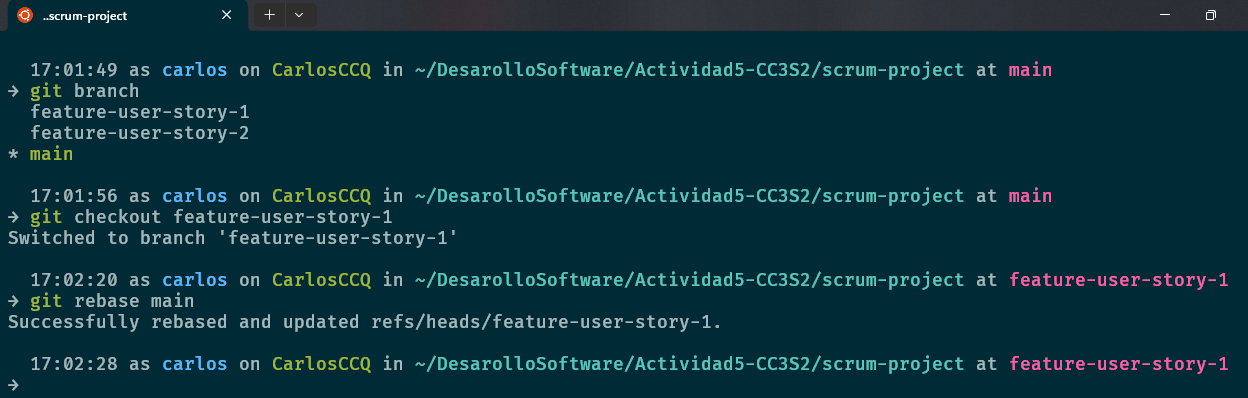 ..scrum-project
17:01:49 as carlos on CarlosCCQ in ~/DesarolloSoftware/Actividad5-CC3S2/scrum-project at main
→ git branch
feature-user-story-1
feature-user-story-2
* main
17:01:56 as carlos on CarlosCCQ in ~/DesarolloSoftware/Actividad5-CC3S2/scrum-project at main
→ git checkout feature-user-story-1
Switched to branch 'feature-user-story-1'
17:02:20 as carlos on CarlosCCQ in ~/DesarolloSoftware/Actividad5-CC3S2/scrum-project at feature-user-story-1
→ git rebase main
Successfully rebased and updated refs/heads/feature-user-story-1.
17:02:28 as carlos on CarlosCCQ in ~/DesarolloSoftware/Actividad5-CC3S2/scrum-project at feature-user-story-1
→